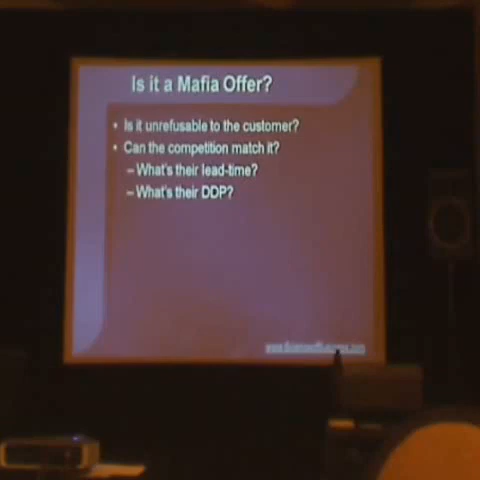 Is it a Mafia Offer?
• Is it unrefusable to the customer?
• Can the competition match it?
– What's their lead-time?
– What's their DDP?